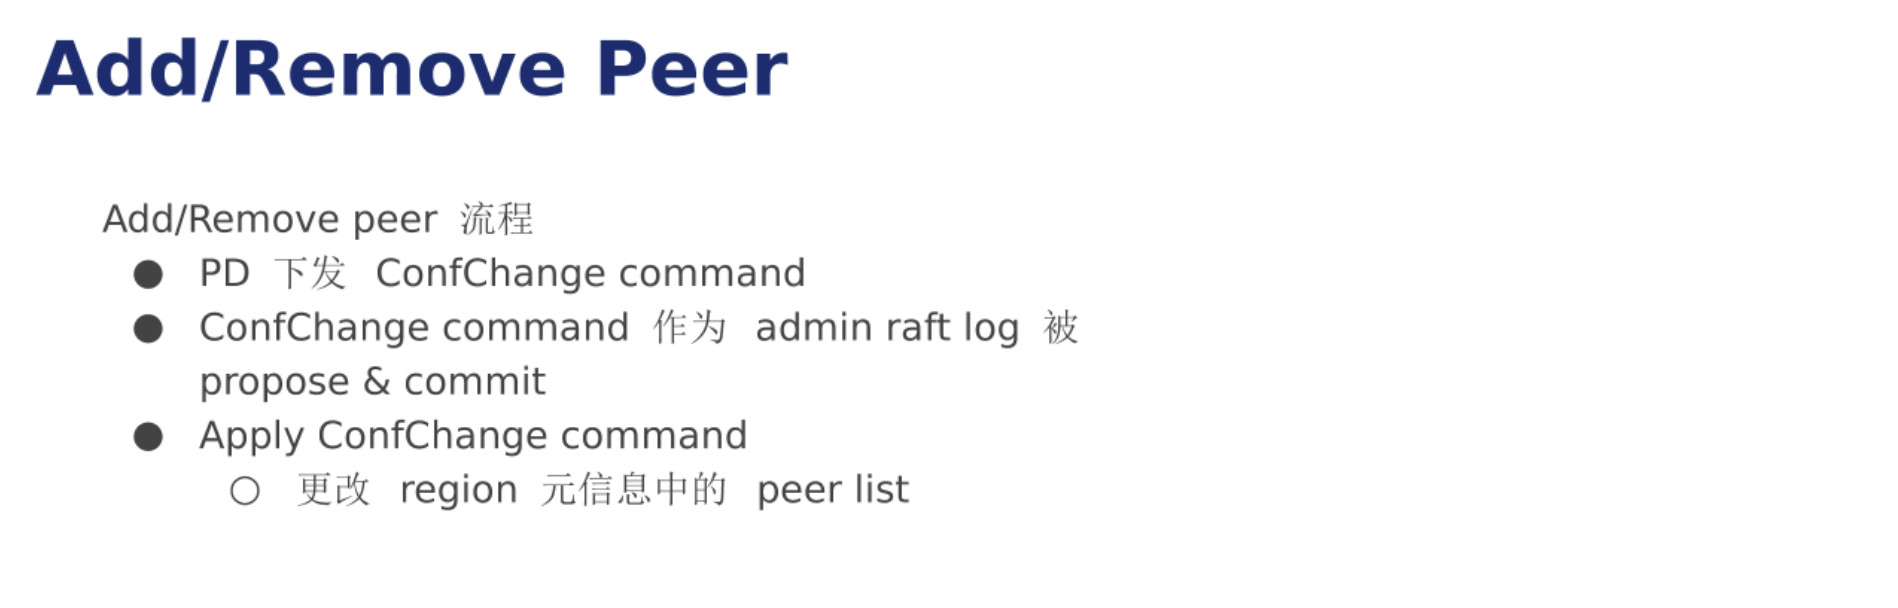 Add/Remove Peer
Add/Remove peer 流程
● PD 下发 ConfChange command
● ConfChange command 作为 admin raft log 被
propose & commit
● Apply ConfChange command
○ 更改 region 元信息中的 peer list